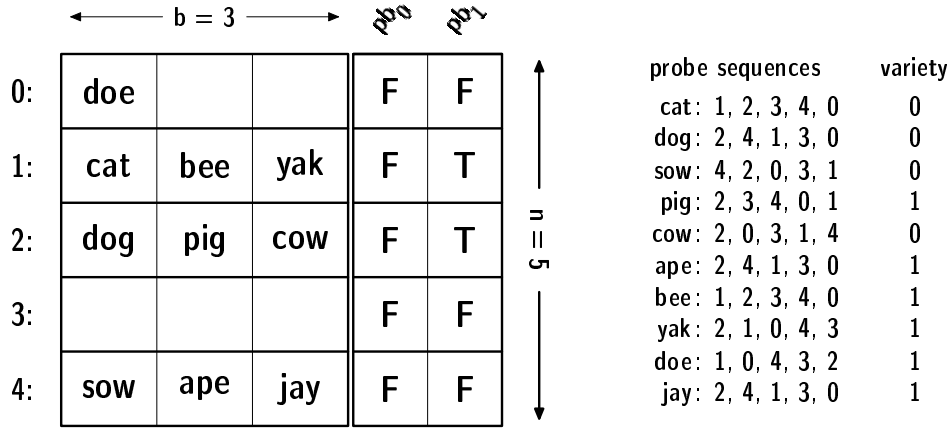 b = 3 pb0 pb1
probe sequences variety
0: doe F F
1: cat bee yak F T
2: dog pig cow F T
3: F F
4: sow ape jay F F
n = 5
cat: 1, 2, 3, 4, 0 0
dog: 2, 4, 1, 3, 0 0
sow: 4, 2, 0, 3, 1 0
pig: 2, 3, 4, 0, 1 1
cow: 2, 0, 3, 1, 4 0
ape: 2, 4, 1, 3, 0 1
bee: 1, 2, 3, 4, 0 1
yak: 2, 1, 0, 4, 3 1
doe: 1, 0, 4, 3, 2 1
jay: 2, 4, 1, 3, 0 1